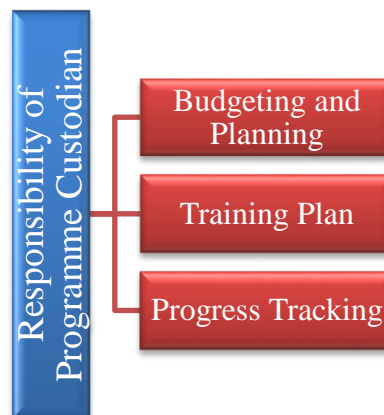 Responsibility of
Programme Custodian
Budgeting and
Planning
Training Plan
Progress Tracking